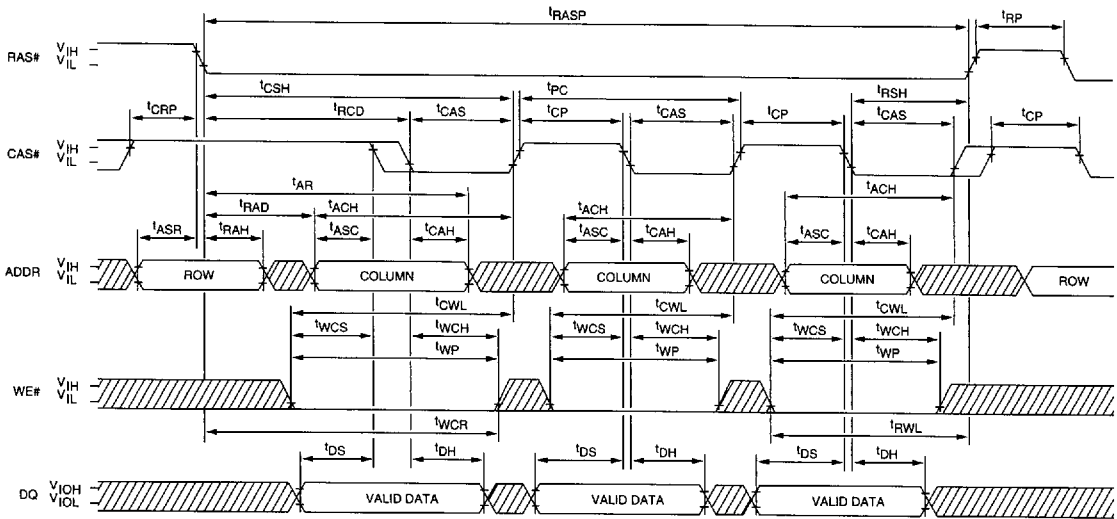 tRASP tRP
RAS# VIH
VIL
tCSH tPC tRSH
tCRP tRCD tCAS tCP tCAS tCP tCAS tCP
CAS# VIH
VIL
tAR tACH
tRAD tACH tACH
tASR tRAH tASC tCAH tASC tCAH tASC tCAH
ADDR VIH
VIL ROW COLUMN COLUMN COLUMN ROW
tCWL tCWL tCWL
tWCS tWCH tWCS tWCH tWCS tWCH
tWP tWP tWP
WE# VIH
VIL
tWCR tRWL
tDS tDH tDS tDH tDS tDH
DQ VIOH
VIOL VALID DATA VALID DATA VALID DATA